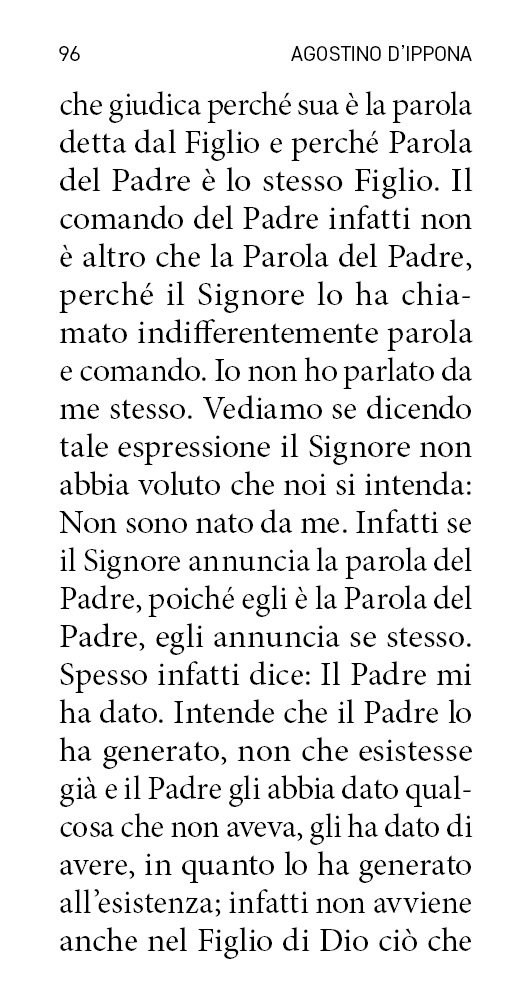 96 AGOSTINO D’IPPONA
che giudica perché sua è la parola
detta dal Figlio e perché Parola
del Padre è lo stesso Figlio. Il
comando del Padre infatti non
è altro che la Parola del Padre,
perché il Signore lo ha chia-
mato indifferentemente parola
e comando. Io non ho parlato da
me stesso. Vediamo se dicendo
tale espressione il Signore non
abbia voluto che noi si intenda:
Non sono nato da me. Infatti se
il Signore annuncia la parola del
Padre, poiché egli è la Parola del
Padre, egli annuncia se stesso.
Spesso infatti dice: Il Padre mi
ha dato. Intende che il Padre lo
ha generato, non che esistesse
già e il Padre gli abbia dato qual-
cosa che non aveva, gli ha dato di
avere, in quanto lo ha generato
all’esistenza; infatti non avviene
anche nel Figlio di Dio ciò che